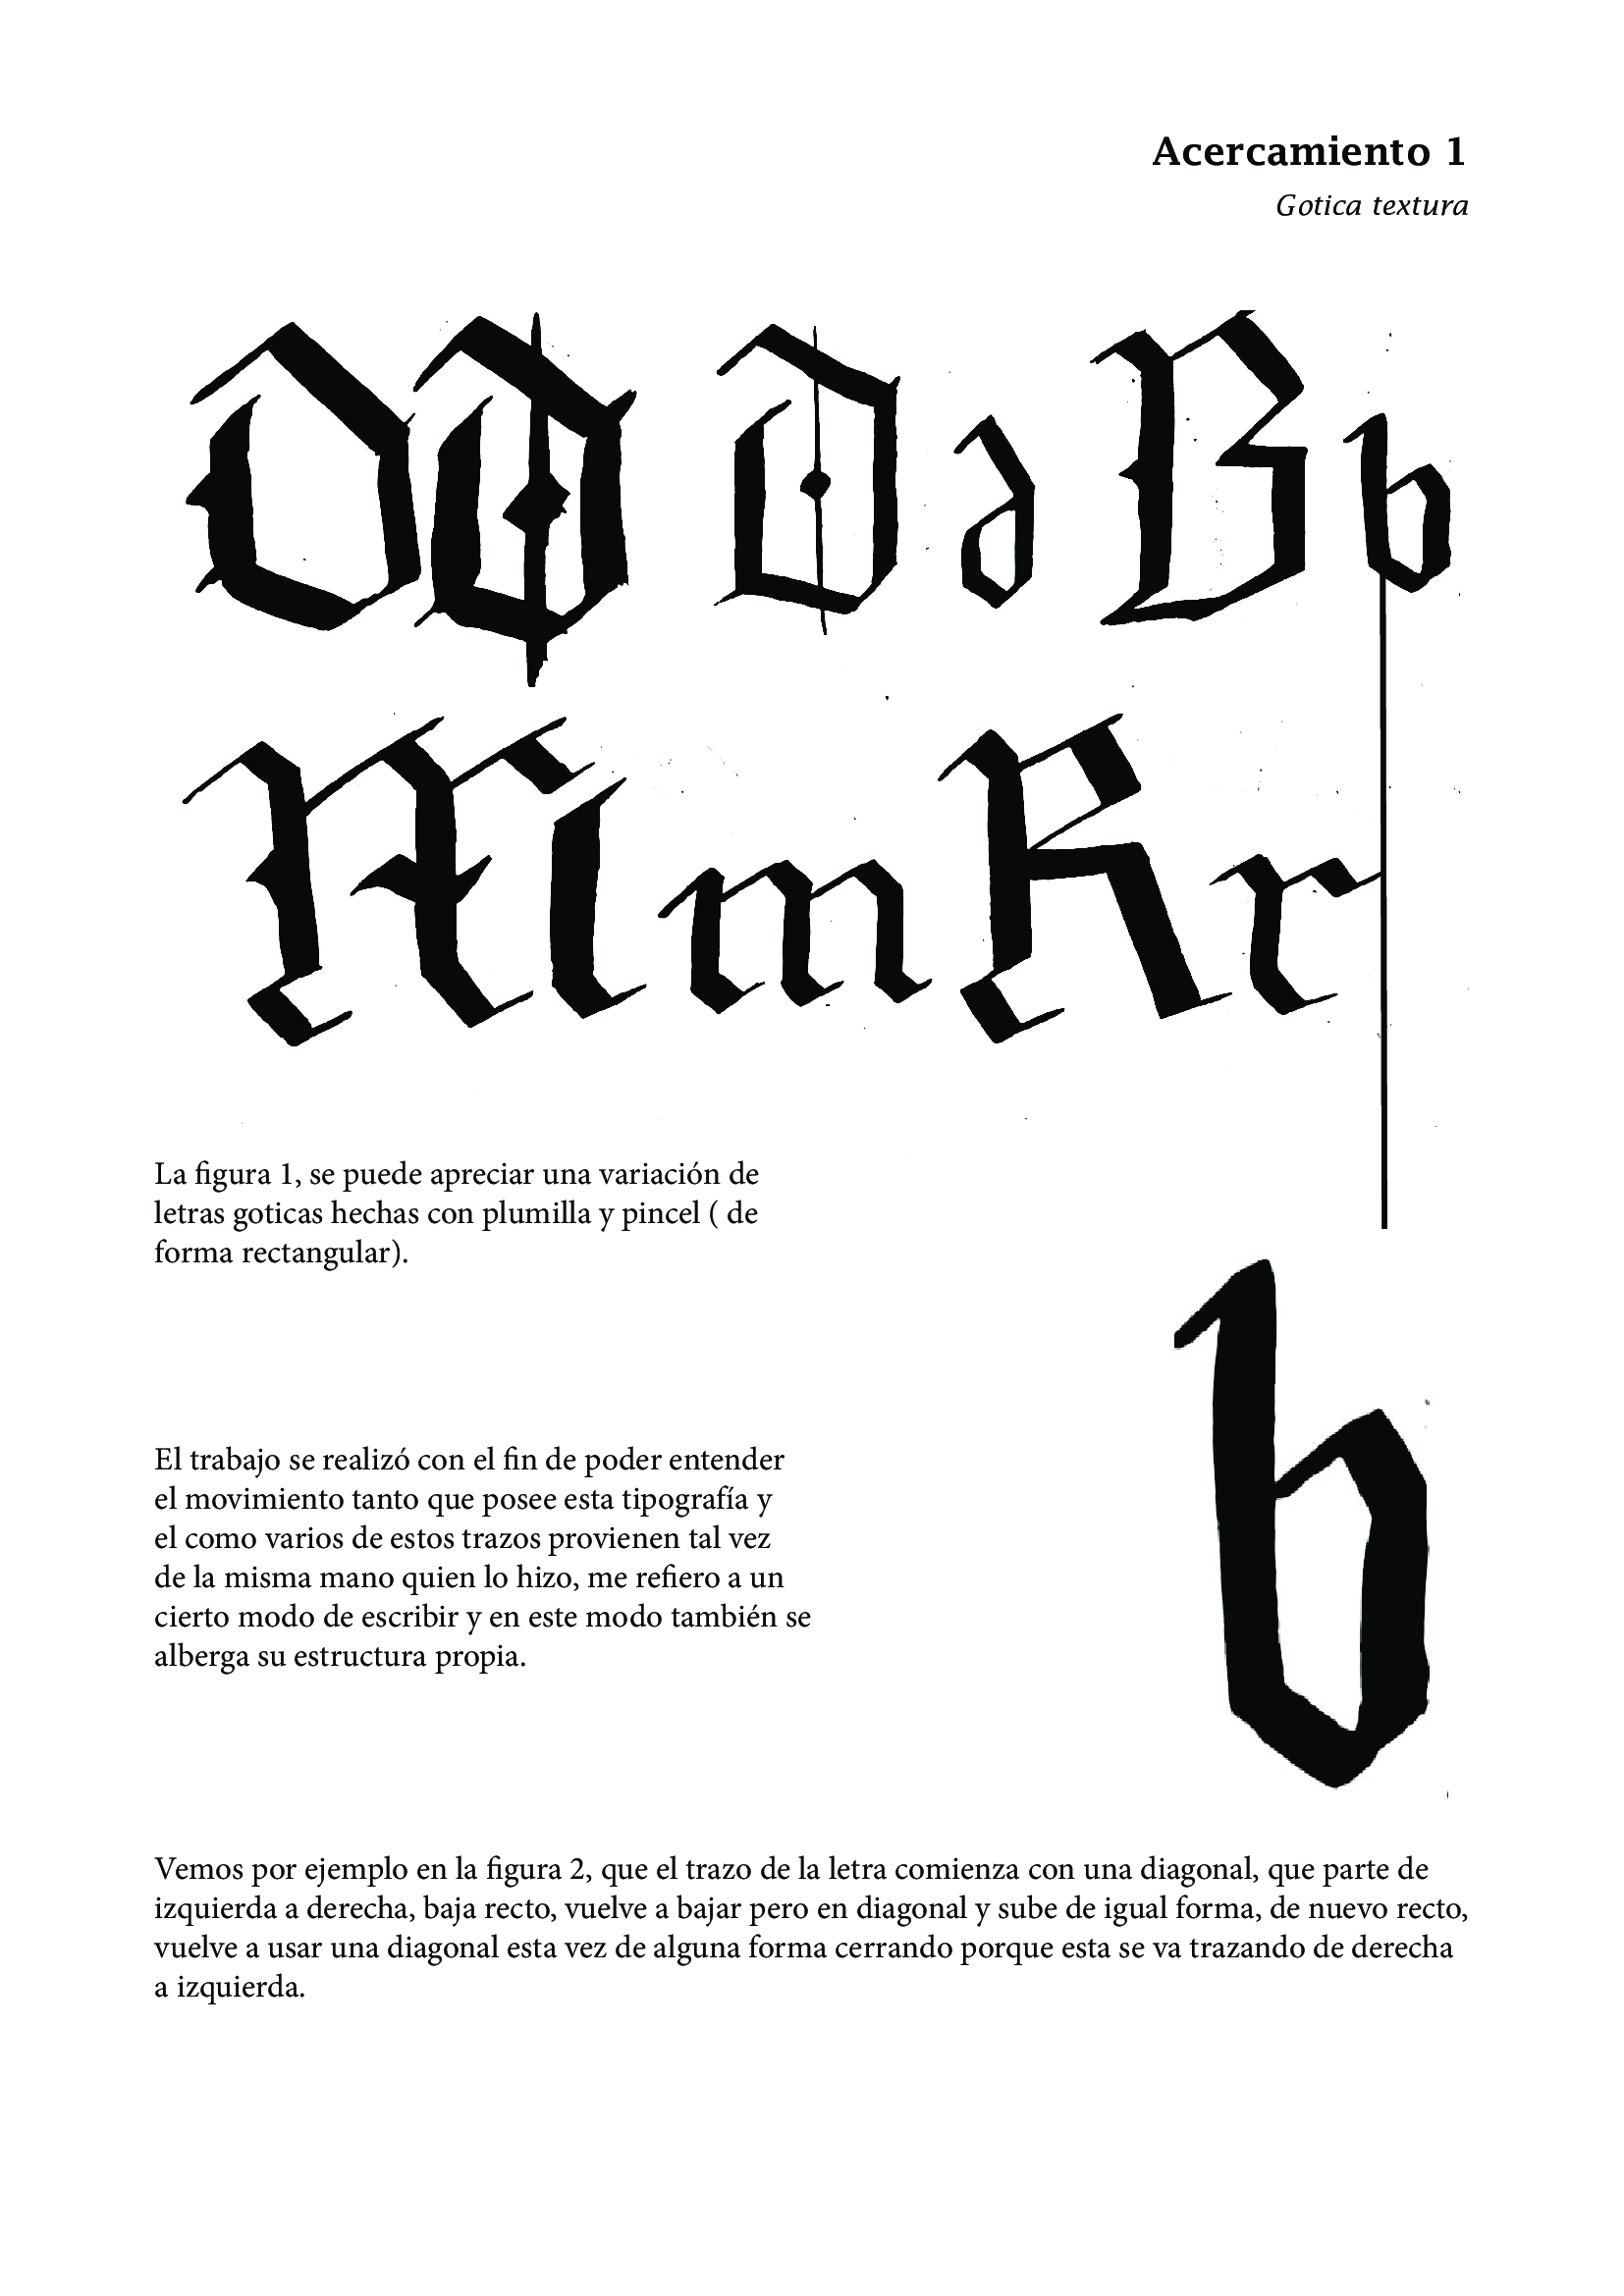 Acercamiento 1
Gotica textura
D D D d B b
M m R r
La figura 1, se puede apreciar una variación de
letras goticas hechas con plumilla y pincel ( de
forma rectangular).
b
El trabajo se realizó con el fin de poder entender
el movimiento tanto que posee esta tipografía y
el como varios de estos trazos provienen tal vez
de la misma mano quien lo hizo, me refiero a un
cierto modo de escribir y en este modo también se
alberga su estructura propia.
Vemos por ejemplo en la figura 2, que el trazo de la letra comienza con una diagonal, que parte de
izquierda a derecha, baja recto, vuelve a bajar pero en diagonal y sube de igual forma, de nuevo recto,
vuelve a usar una diagonal esta vez de alguna forma cerrando porque esta se va trazando de derecha
a izquierda.